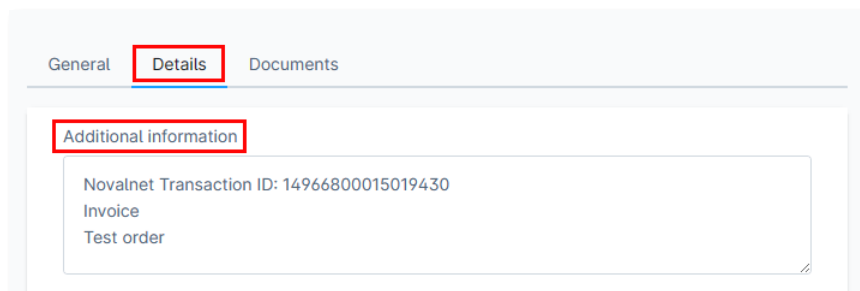 General Details Documents
Additional information
Novalnet Transaction ID: 14966800015019430
Invoice
Test order